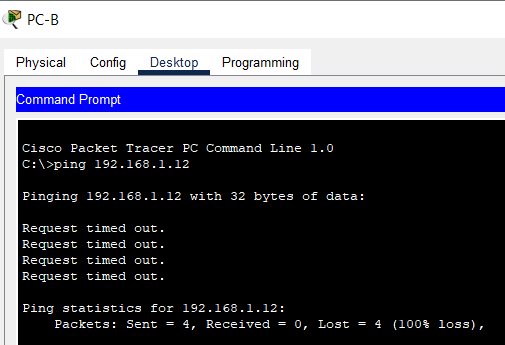 PC-B
Physical Config Desktop Programming
Command Prompt
Cisco Packet Tracer PC Command Line 1.0
C:\>ping 192.168.1.12
Pinging 192.168.1.12 with 32 bytes of data:
Request timed out.
Request timed out.
Request timed out.
Request timed out.
Ping statistics for 192.168.1.12:
Packets: Sent = 4, Received = 0, Lost = 4 (100% loss),